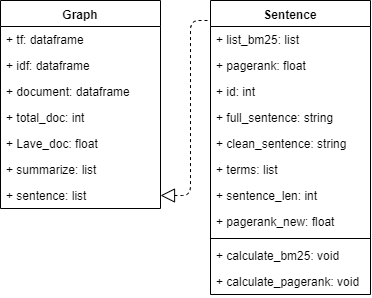 Graph
+ tf: dataframe
+ idf: dataframe
+ document: dataframe
+ total_doc: int
+ Lave_doc: float
+ summarize: list
+ sentence: list
Sentence
+ list_bm25: list
+ pagerank: float
+ id: int
+ full_sentence: string
+ clean_sentence: string
+ terms: list
+ sentence_len: int
+ pagerank_new: float
+ calculate_bm25: void
+ calculate_pagerank: void